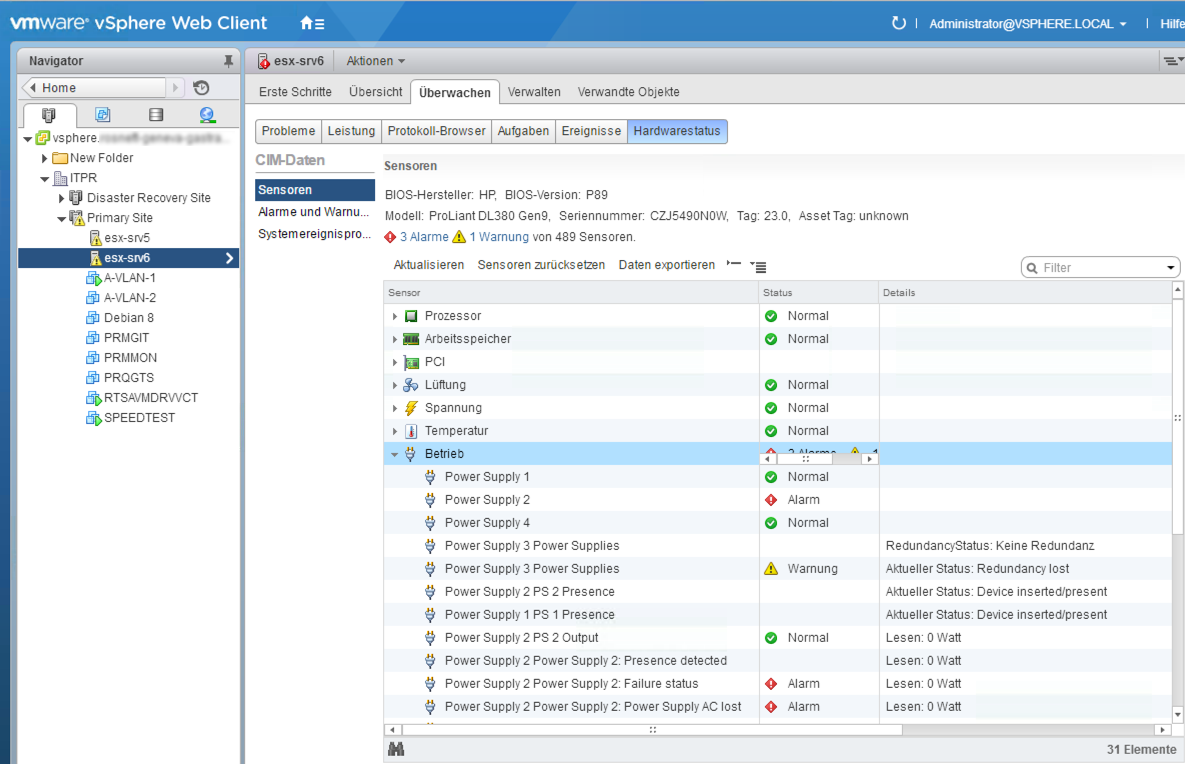 vmware® vSphere Web Client
Administrator@VSPHERE.LOCAL
Hilfe
Navigator
Home
vsphere.
New Folder
ITPR
Disaster Recovery Site
Primary Site
esx-srv5
esx-srv6
A-VLAN-1
A-VLAN-2
Debian 8
PRMGIT
PRMMON
PRQGTS
RTSAVMDRVVCT
SPEEDTEST
esx-srv6 Aktionen
Erste Schritte Übersicht Überwachen Verwalten Verwandte Objekte
Probleme Leistung Protokoll-Browser Aufgaben Ereignisse Hardwarestatus
CIM-Daten
Sensoren
Alarme und Warnu...
Systemereignispro...
Sensoren
BIOS-Hersteller: HP, BIOS-Version: P89
Modell: ProLiant DL380 Gen9, Seriennummer: CZJ5490N0W, Tag: 23.0, Asset Tag: unknown
3 Alarme 1 Warnung von 489 Sensoren.
Aktualisieren Sensoren zurücksetzen Daten exportieren
Filter
Sensor Status Details
Prozessor Normal
Arbeitsspeicher Normal
PCI
Lüftung Normal
Spannung Normal
Temperatur Normal
Betrieb 3 Alarme 1
Power Supply 1 Normal
Power Supply 2 Alarm
Power Supply 4 Normal
Power Supply 3 Power Supplies RedundancyStatus: Keine Redundanz
Power Supply 3 Power Supplies Warnung Aktueller Status: Redundancy lost
Power Supply 2 PS 2 Presence Aktueller Status: Device inserted/present
Power Supply 1 PS 1 Presence Aktueller Status: Device inserted/present
Power Supply 2 PS 2 Output Normal Lesen: 0 Watt
Power Supply 2 Power Supply 2: Presence detected Lesen: 0 Watt
Power Supply 2 Power Supply 2: Failure status Alarm Lesen: 0 Watt
Power Supply 2 Power Supply 2: Power Supply AC lost Alarm Lesen: 0 Watt
31 Elemente